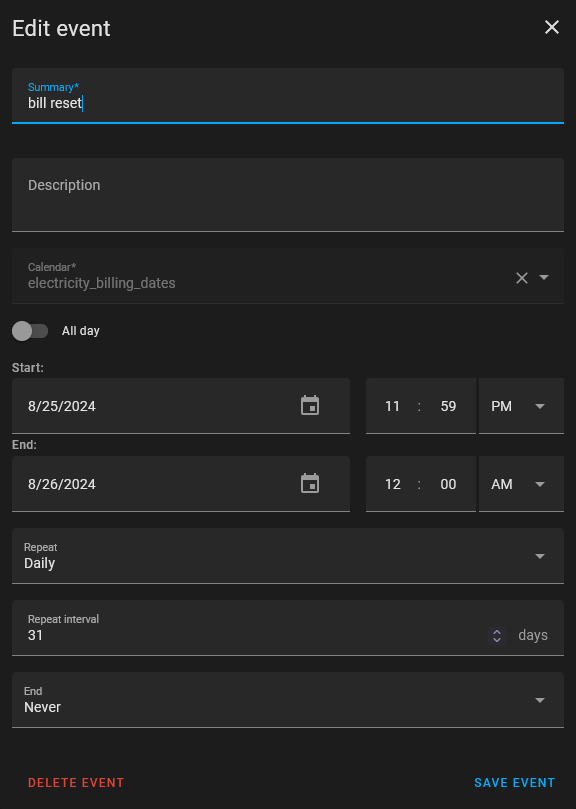 Edit event
Summary*
bill reset
Description
Calendar*
electricity_billing_dates
All day
Start:
8/25/2024 11 : 59 PM
End:
8/26/2024 12 : 00 AM
Repeat
Daily
Repeat interval
31 days
End
Never
DELETE EVENT SAVE EVENT